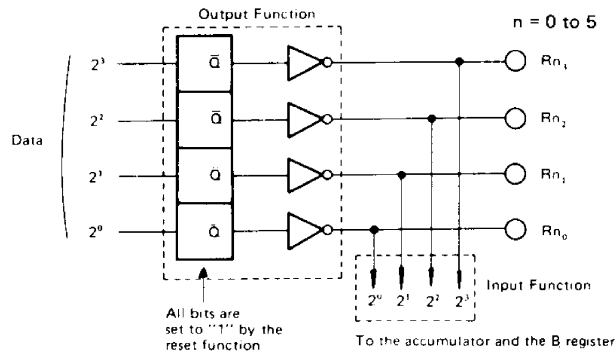 Output Function
n = 0 to 5
2³ Q̄ Rn₃
2² Q̄ Rn₂
Data
2¹ Q̄ Rn₁
2⁰ Q̄ Rn₀
2⁰ 2¹ 2² 2³ Input Function
All bits are
set to "1" by the
reset function
To the accumulator and the B register